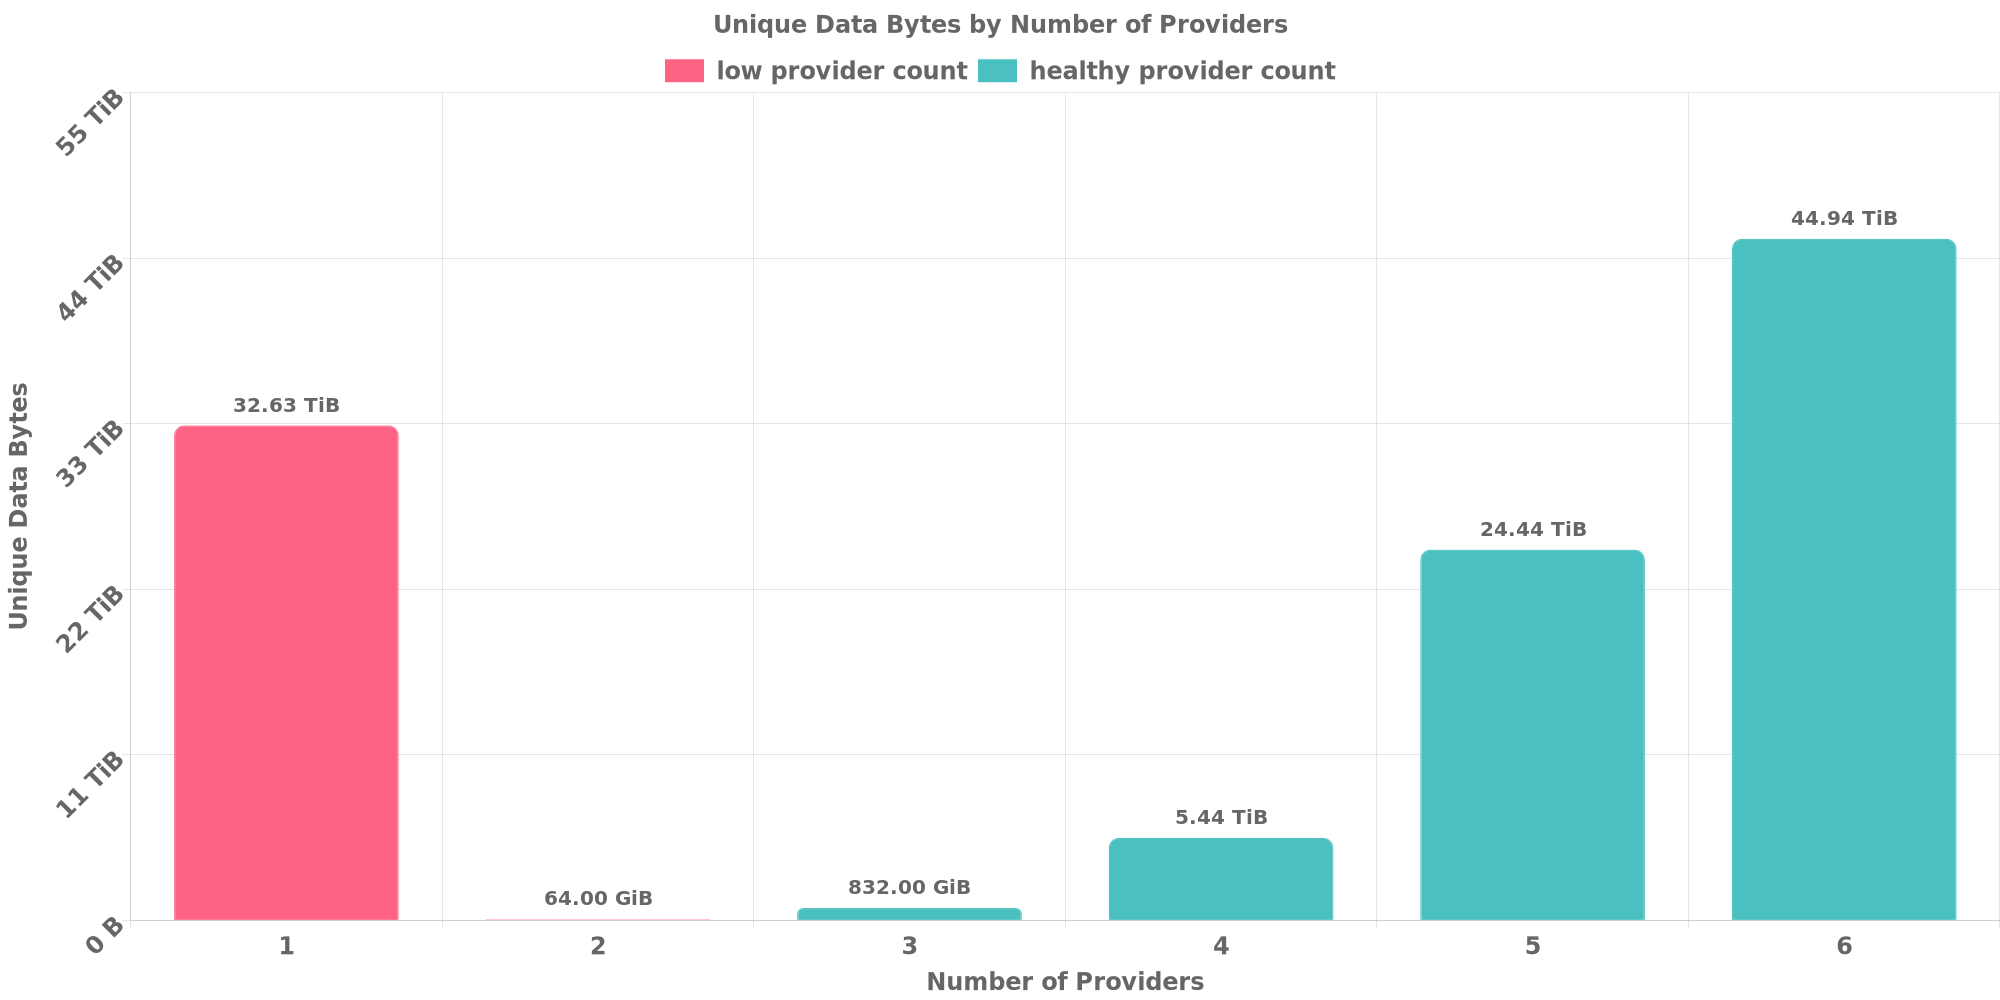 Unique Data Bytes by Number of Providers
low provider count healthy provider count
55 TiB
44 TiB
33 TiB
22 TiB
11 TiB
0 B
Unique Data Bytes
32.63 TiB
64.00 GiB
832.00 GiB
5.44 TiB
24.44 TiB
44.94 TiB
1 2 3 4 5 6
Number of Providers